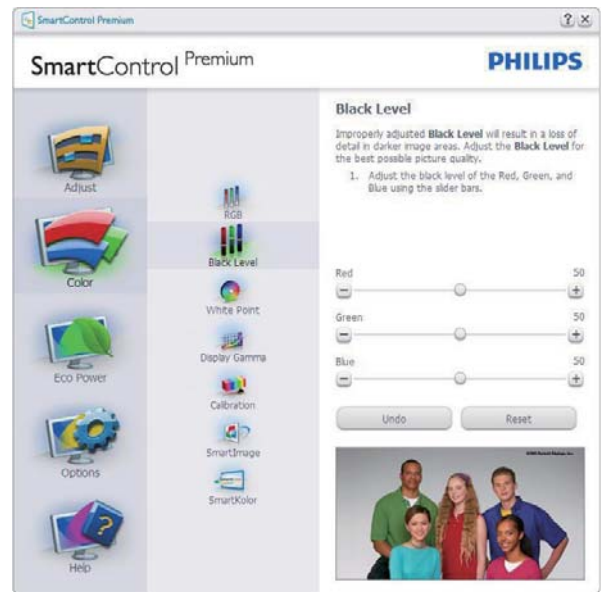 SmartControl Premium
? ×
SmartControl Premium
PHILIPS
Adjust
Color
Eco Power
Options
Help
RGB
Black Level
White Point
Display Gamma
Calibration
SmartImage
SmartKolor
Black Level
Improperly adjusted Black Level will result in a loss of
detail in darker image areas. Adjust the Black Level for
the best possible picture quality.
1. Adjust the black level of the Red, Green, and
Blue using the slider bars.
Red 50
Green 50
Blue 50
Undo Reset